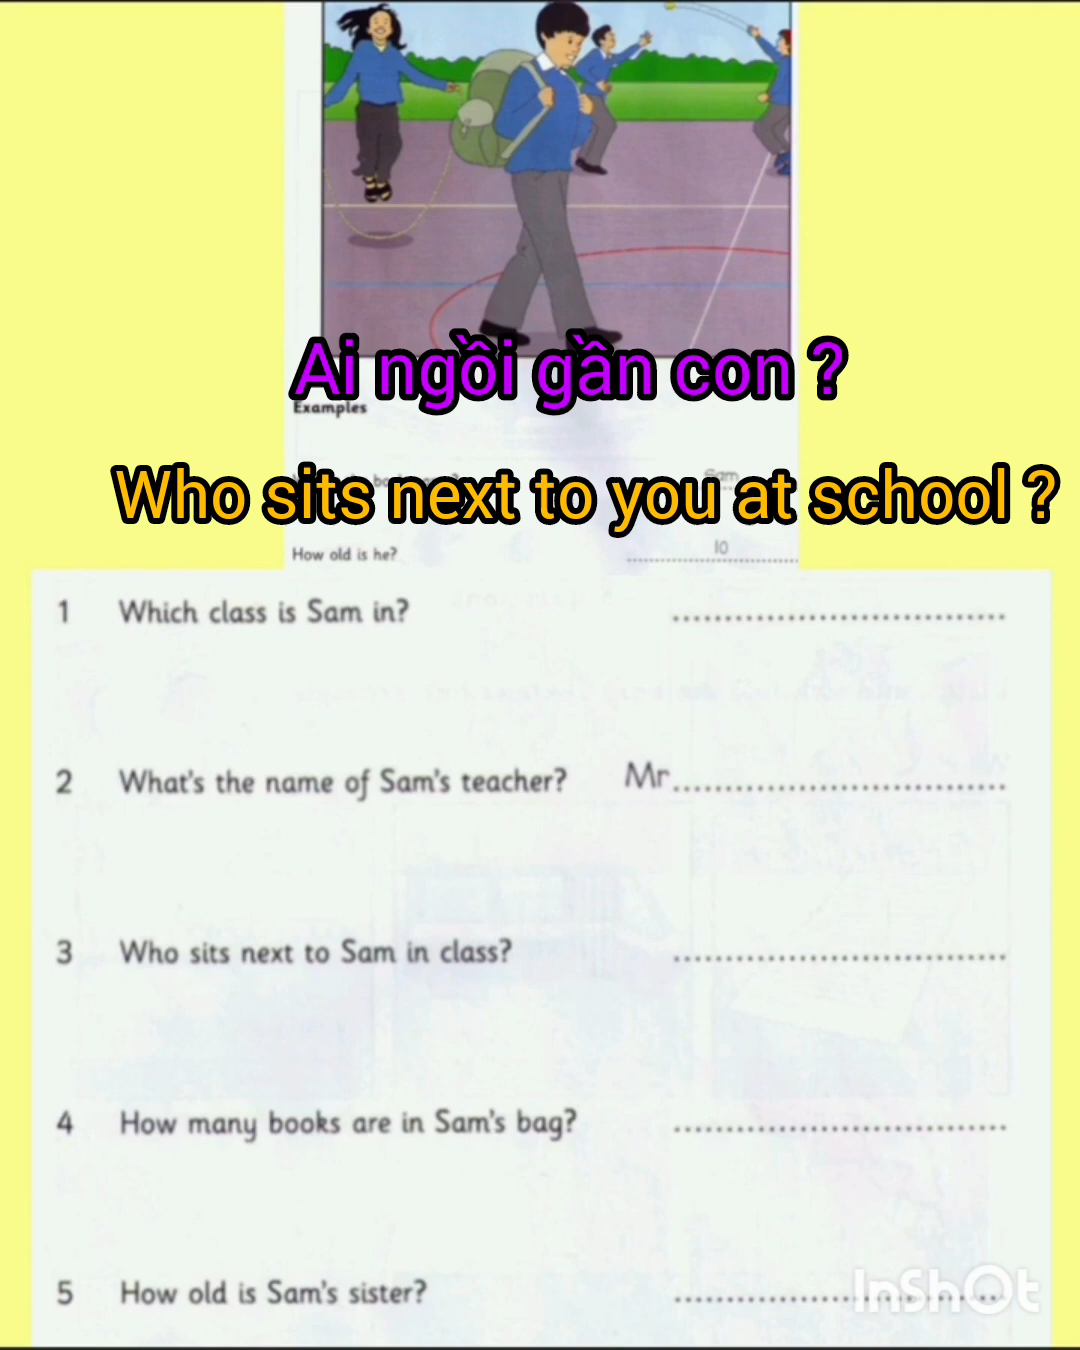 Ai ngồi gần con ?
Examples
Sam
Who sits next to you at school ?
How old is he?
10
1 Which class is Sam in?
2 What's the name of Sam's teacher? Mr
3 Who sits next to Sam in class?
4 How many books are in Sam's bag?
5 How old is Sam's sister?
InShOt